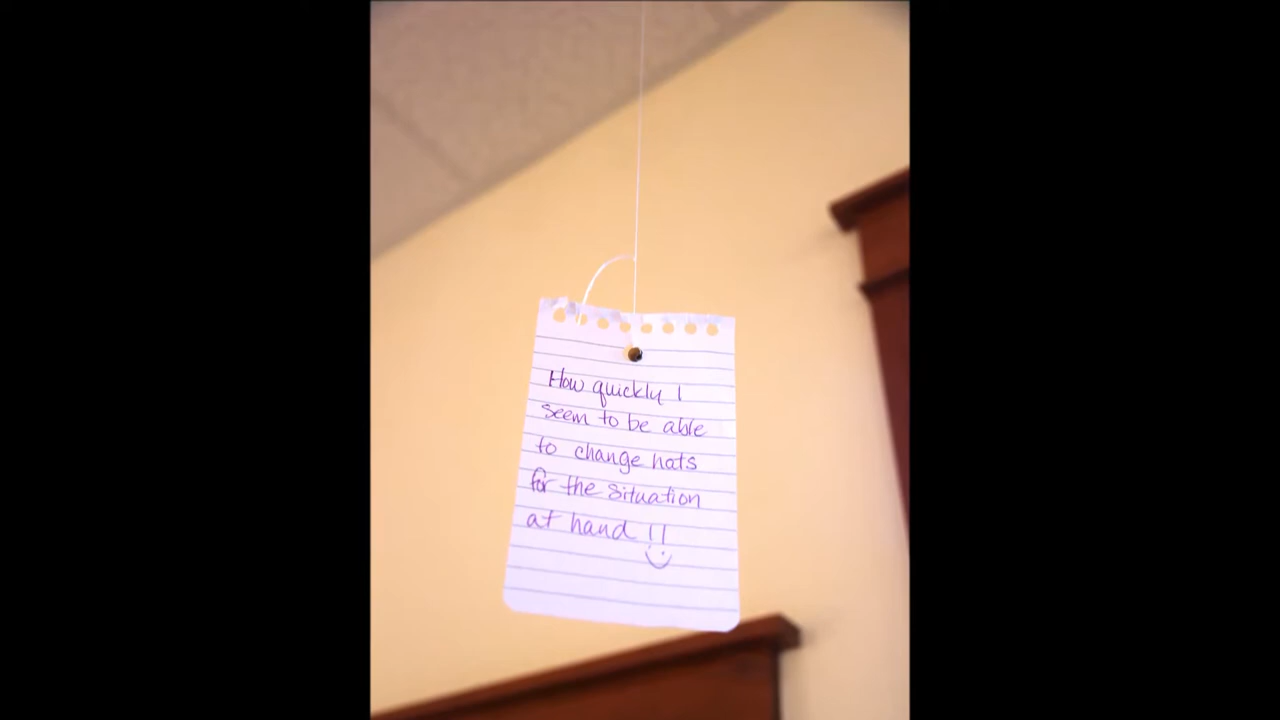 How quickly I
seem to be able
to change hats
for the situation
at hand !!